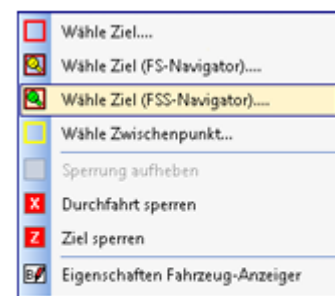 Wähle Ziel....
Wähle Ziel (FS-Navigator)....
Wähle Ziel (FSS-Navigator)....
Wähle Zwischenpunkt...
Sperrung aufheben
X Durchfahrt sperren
Z Ziel sperren
B Eigenschaften Fahrzeug-Anzeiger